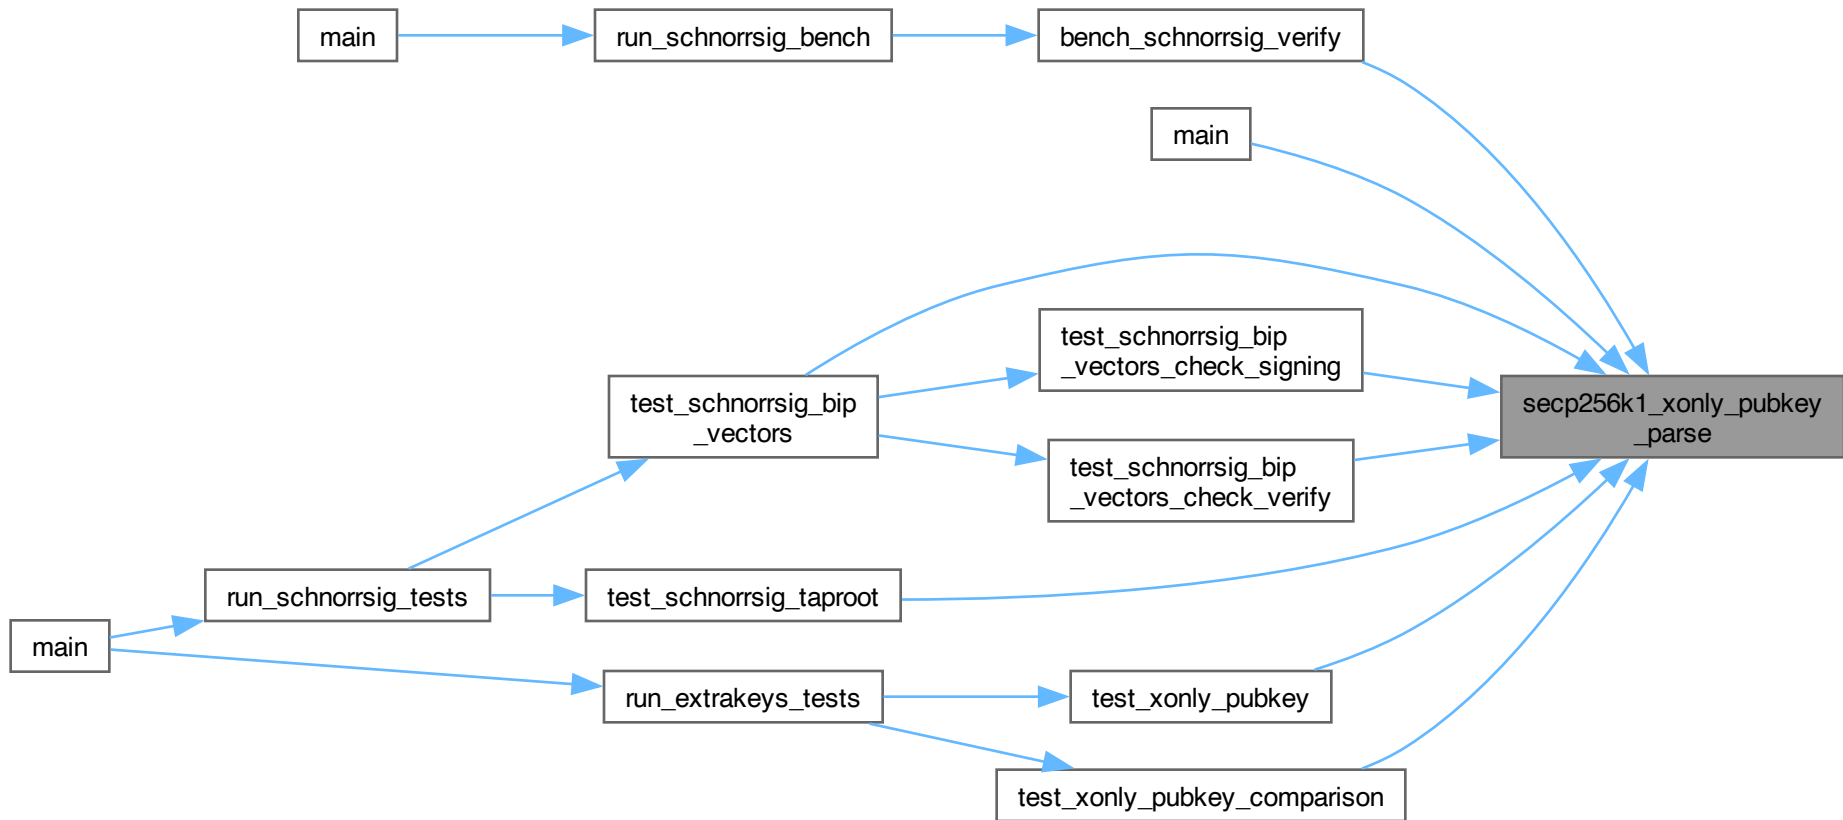 main
run_schnorrsig_bench
bench_schnorrsig_verify
main
test_schnorrsig_bip
_vectors_check_signing
test_schnorrsig_bip
_vectors
secp256k1_xonly_pubkey
_parse
test_schnorrsig_bip
_vectors_check_verify
run_schnorrsig_tests
test_schnorrsig_taproot
main
run_extrakeys_tests
test_xonly_pubkey
test_xonly_pubkey_comparison